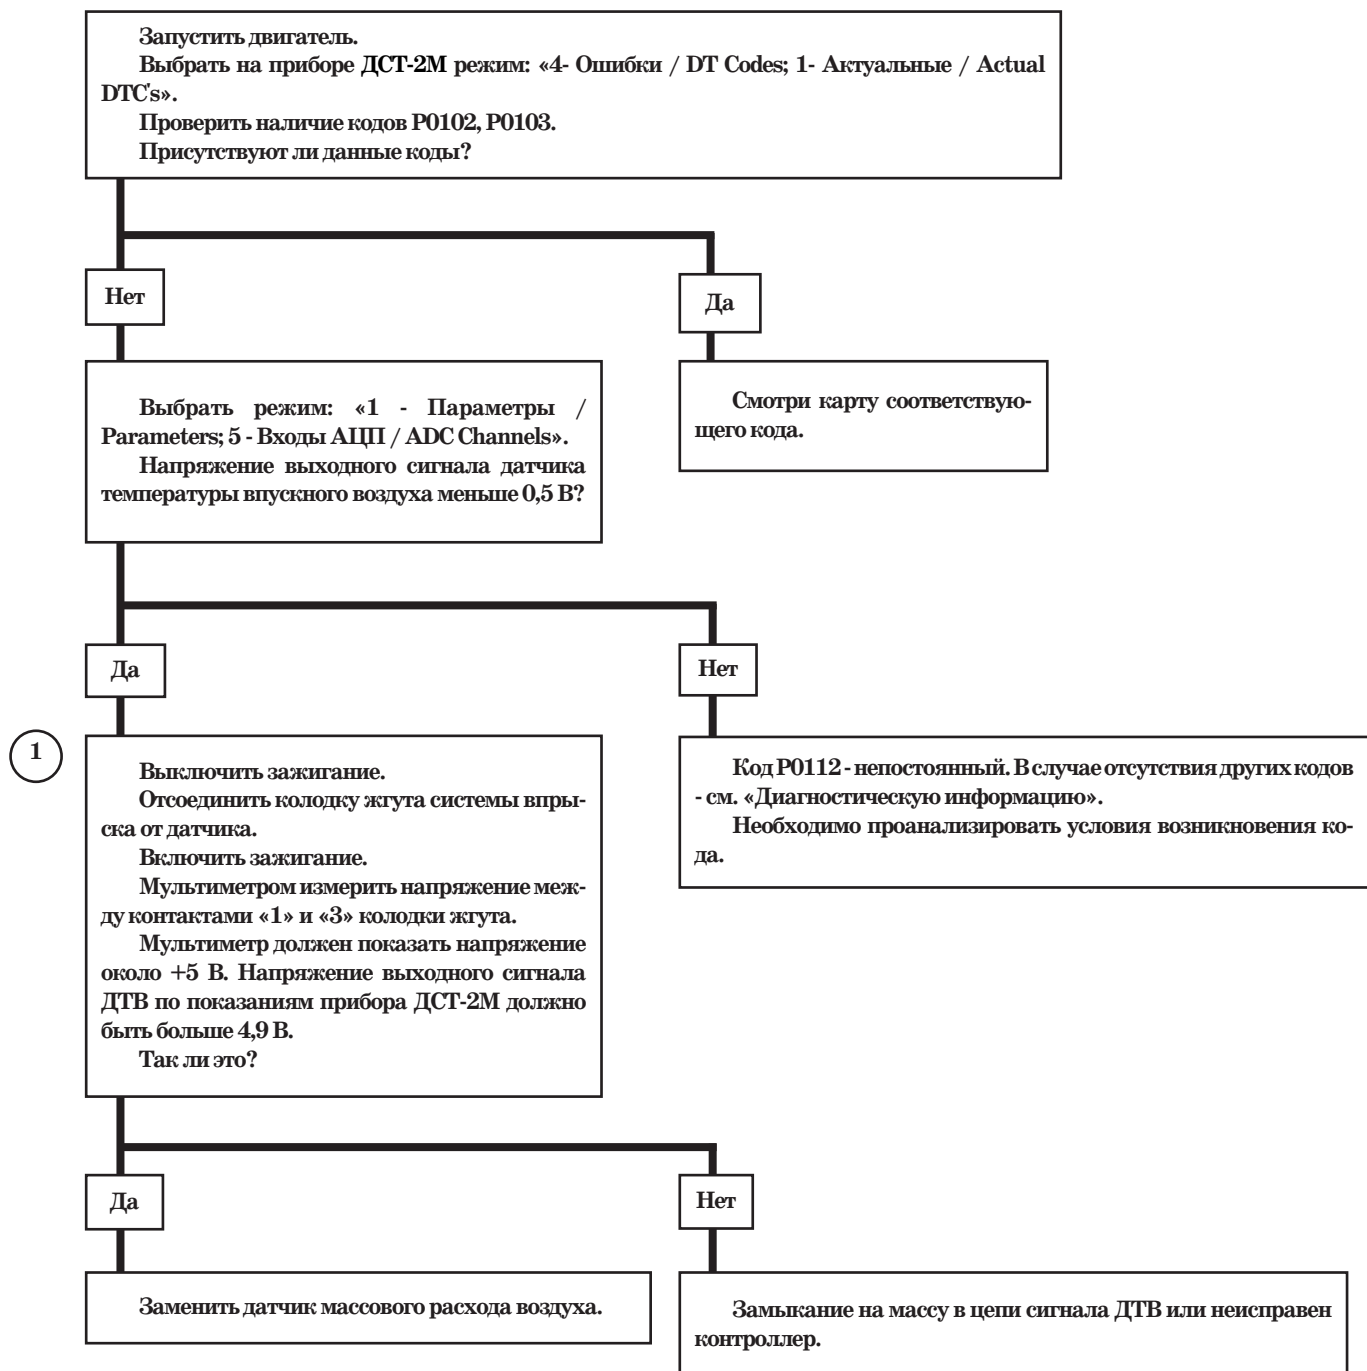 Запустить двигатель.
Выбрать на приборе ДСТ-2М режим: «4- Ошибки / DT Codes; 1- Актуальные / Actual
DTC's».
Проверить наличие кодов Р0102, Р0103.
Присутствуют ли данные коды?
Нет
Да
Выбрать режим: «1 - Параметры /
Parameters; 5 - Входы АЦП / ADC Channels».
Напряжение выходного сигнала датчика
температуры впускного воздуха меньше 0,5 В?
Смотри карту соответствую-
щего кода.
Да
Нет
1
Выключить зажигание.
Отсоединить колодку жгута системы впры-
ска от датчика.
Включить зажигание.
Мультиметром измерить напряжение меж-
ду контактами «1» и «3» колодки жгута.
Мультиметр должен показать напряжение
около +5 В. Напряжение выходного сигнала
ДТВ по показаниям прибора ДСТ-2М должно
быть больше 4,9 В.
Так ли это?
Код Р0112 - непостоянный. В случае отсутствия других кодов
- см. «Диагностическую информацию».
Необходимо проанализировать условия возникновения ко-
да.
Да
Нет
Заменить датчик массового расхода воздуха.
Замыкание на массу в цепи сигнала ДТВ или неисправен
контроллер.